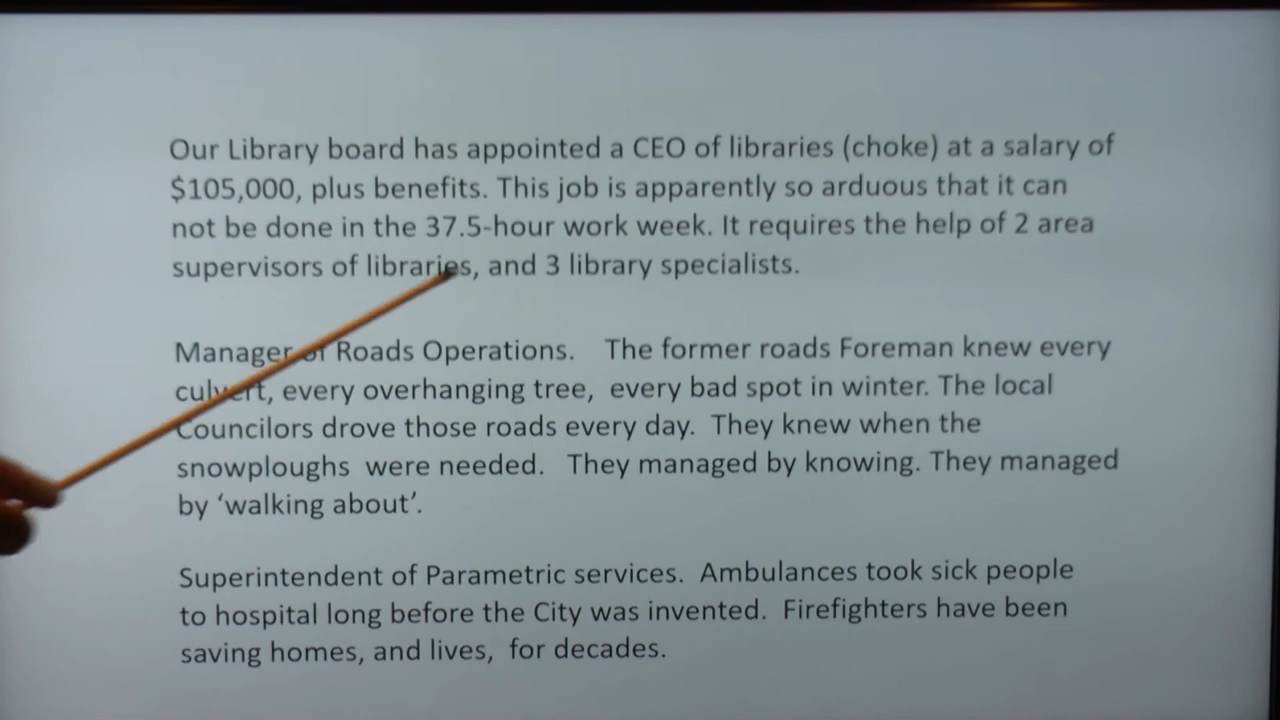 Our Library board has appointed a CEO of libraries (choke) at a salary of
$105,000, plus benefits. This job is apparently so arduous that it can
not be done in the 37.5-hour work week. It requires the help of 2 area
supervisors of libraries, and 3 library specialists.
Manager of Roads Operations. The former roads Foreman knew every
culvert, every overhanging tree, every bad spot in winter. The local
Councilors drove those roads every day. They knew when the
snowploughs were needed. They managed by knowing. They managed
by ‘walking about’.
Superintendent of Parametric services. Ambulances took sick people
to hospital long before the City was invented. Firefighters have been
saving homes, and lives, for decades.